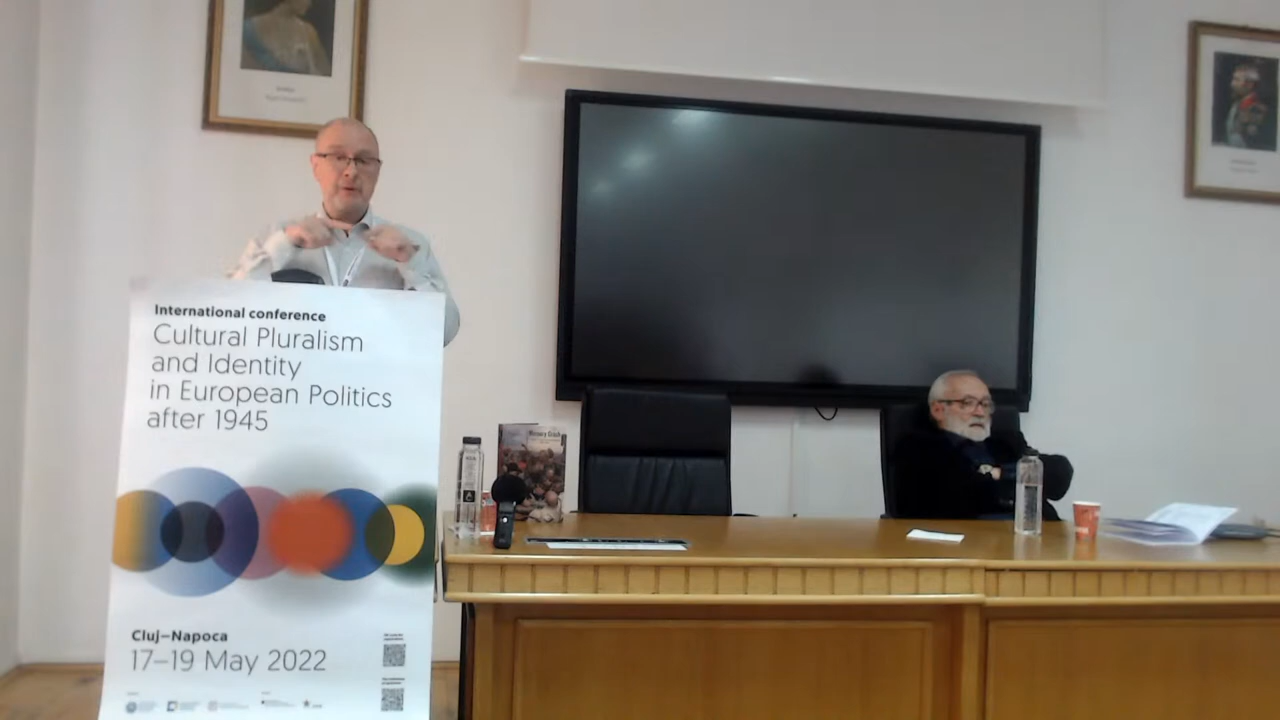 International conference
Cultural Pluralism
and Identity
in European Politics
after 1945
Cluj–Napoca
17–19 May 2022